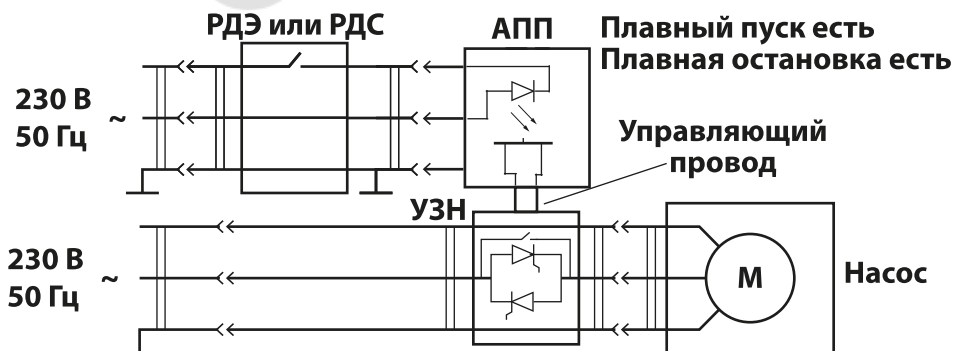 РДЭ или РДС
АПП
Плавный пуск есть
Плавная остановка есть
230 В
50 Гц
~
Управляющий
провод
УЗН
230 В
50 Гц
~
М
Насос